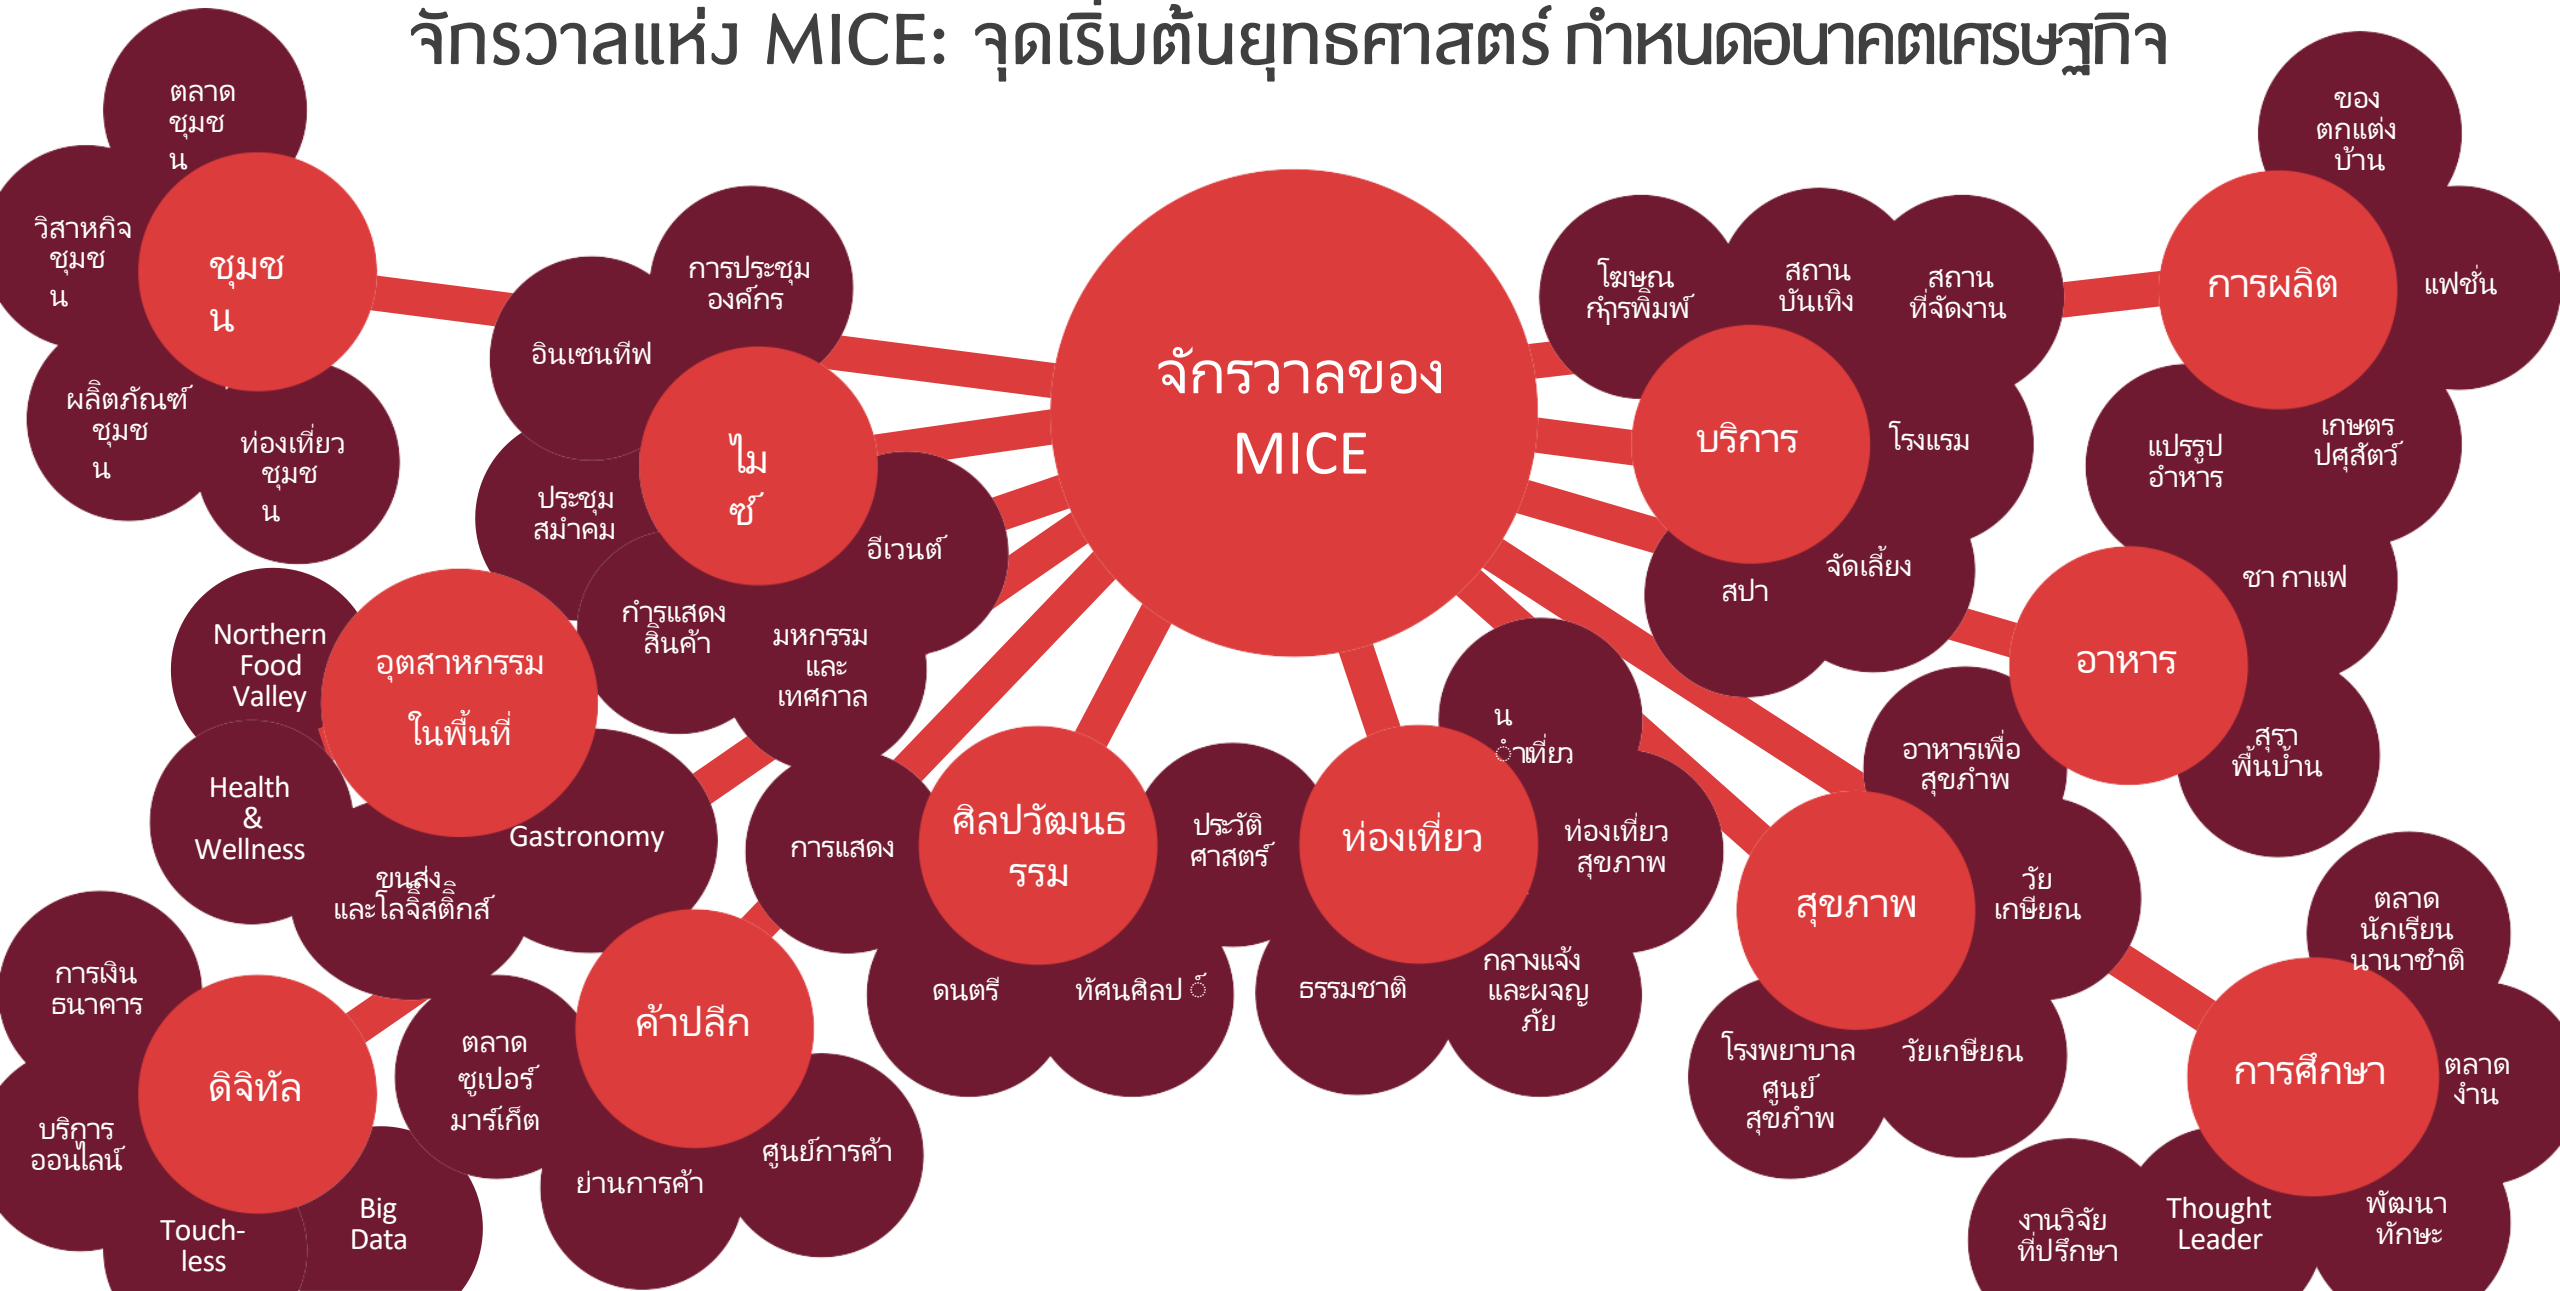 จักรวาลแห่ง MICE: จุดเริ่มต้นยุทธศาสตร์ กำหนดอนาคตเศรษฐกิจ
ตลาด
ชุมช
น
วิสาหกิจ
ชุมช
น
ชุมช
น
ผลิตภัณฑ์
ชุมช
น
ท่องเที่ยว
ชุมช
น
การประชุม
องค์กร
อินเซนทีฟ
ไม
ซ์
ประชุม
สมำคม
กำรแสดง
สินค้า
อีเวนต์
มหกรรม
และ
เทศกาล
จักรวาลของ
MICE
โฆษณ
กำรพิมพ์
สถาน
บันเทิง
สถาน
ที่จัดงาน
บริการ
โรงแรม
จัดเลี้ยง
สปา
ของ
ตกแต่ง
บ้าน
การผลิต
แฟชั่น
เกษตร
ปศุสัตว์
แปรรูป
อำหาร
ชา กาแฟ
อาหาร
สุรา
พื้นบ้าน
อาหารเพื่อ
สุขภำพ
Northern
Food
Valley
อุตสาหกรรม
ในพื้นที่
Health
&
Wellness
Gastronomy
ขนส่ง
และโลจิสติกส์
การแสดง
ศิลปวัฒนธ
รรม
ประวัติ
ศาสตร์
ดนตรี
ทัศนศิลป ์
น
ำเที่ยว
ท่องเที่ยว
ท่องเที่ยว
สุขภาพ
ธรรมชาติ
กลางแจ้ง
และผจญ
ภัย
สุขภาพ
วัย
เกษียณ
โรงพยาบาล
ศูนย์
สุขภำพ
วัยเกษียณ
การเงิน
ธนาคาร
ดิจิทัล
บริการ
ออนไลน์
Touch-
less
Big
Data
ตลาด
ซูเปอร์
มาร์เก็ต
ค้าปลีก
ย่านการค้า
ศูนย์การค้า
ตลาด
นักเรียน
นานาชำติ
การศึกษา
ตลาด
งำน
งานวิจัย
ที่ปรึกษา
Thought
Leader
พัฒนา
ทักษะ